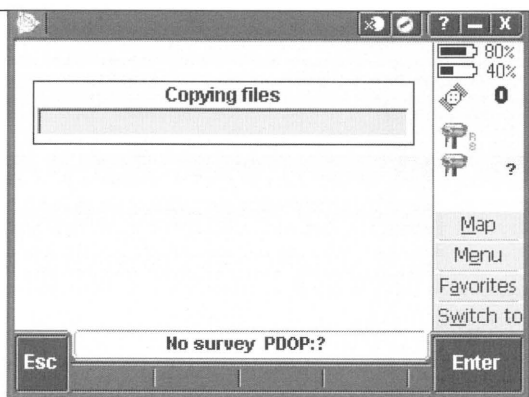 ? – X
80%
40%
Copying files
0
?
Map
Menu
Favorites
Switch to
No survey PDOP:?
Esc
Enter